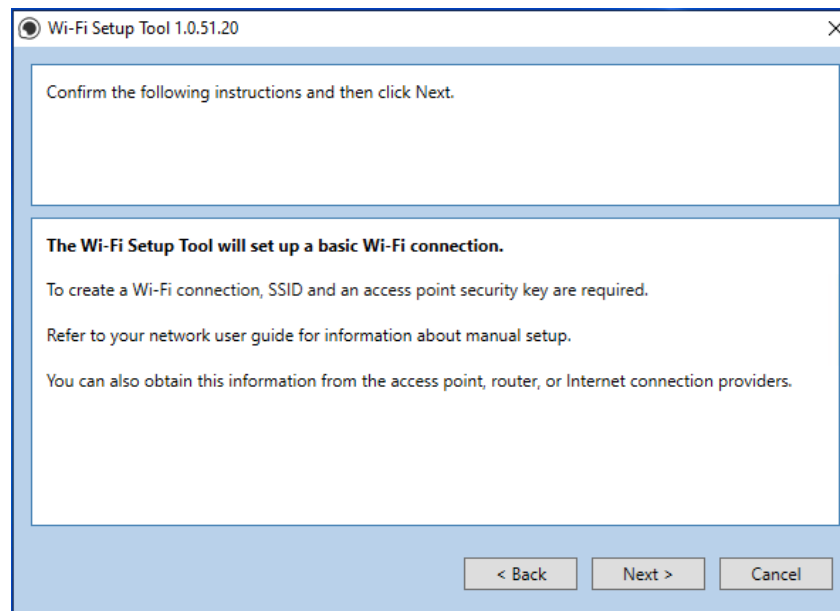 Wi-Fi Setup Tool 1.0.51.20
Confirm the following instructions and then click Next.
The Wi-Fi Setup Tool will set up a basic Wi-Fi connection.
To create a Wi-Fi connection, SSID and an access point security key are required.
Refer to your network user guide for information about manual setup.
You can also obtain this information from the access point, router, or Internet connection providers.
< Back Next > Cancel